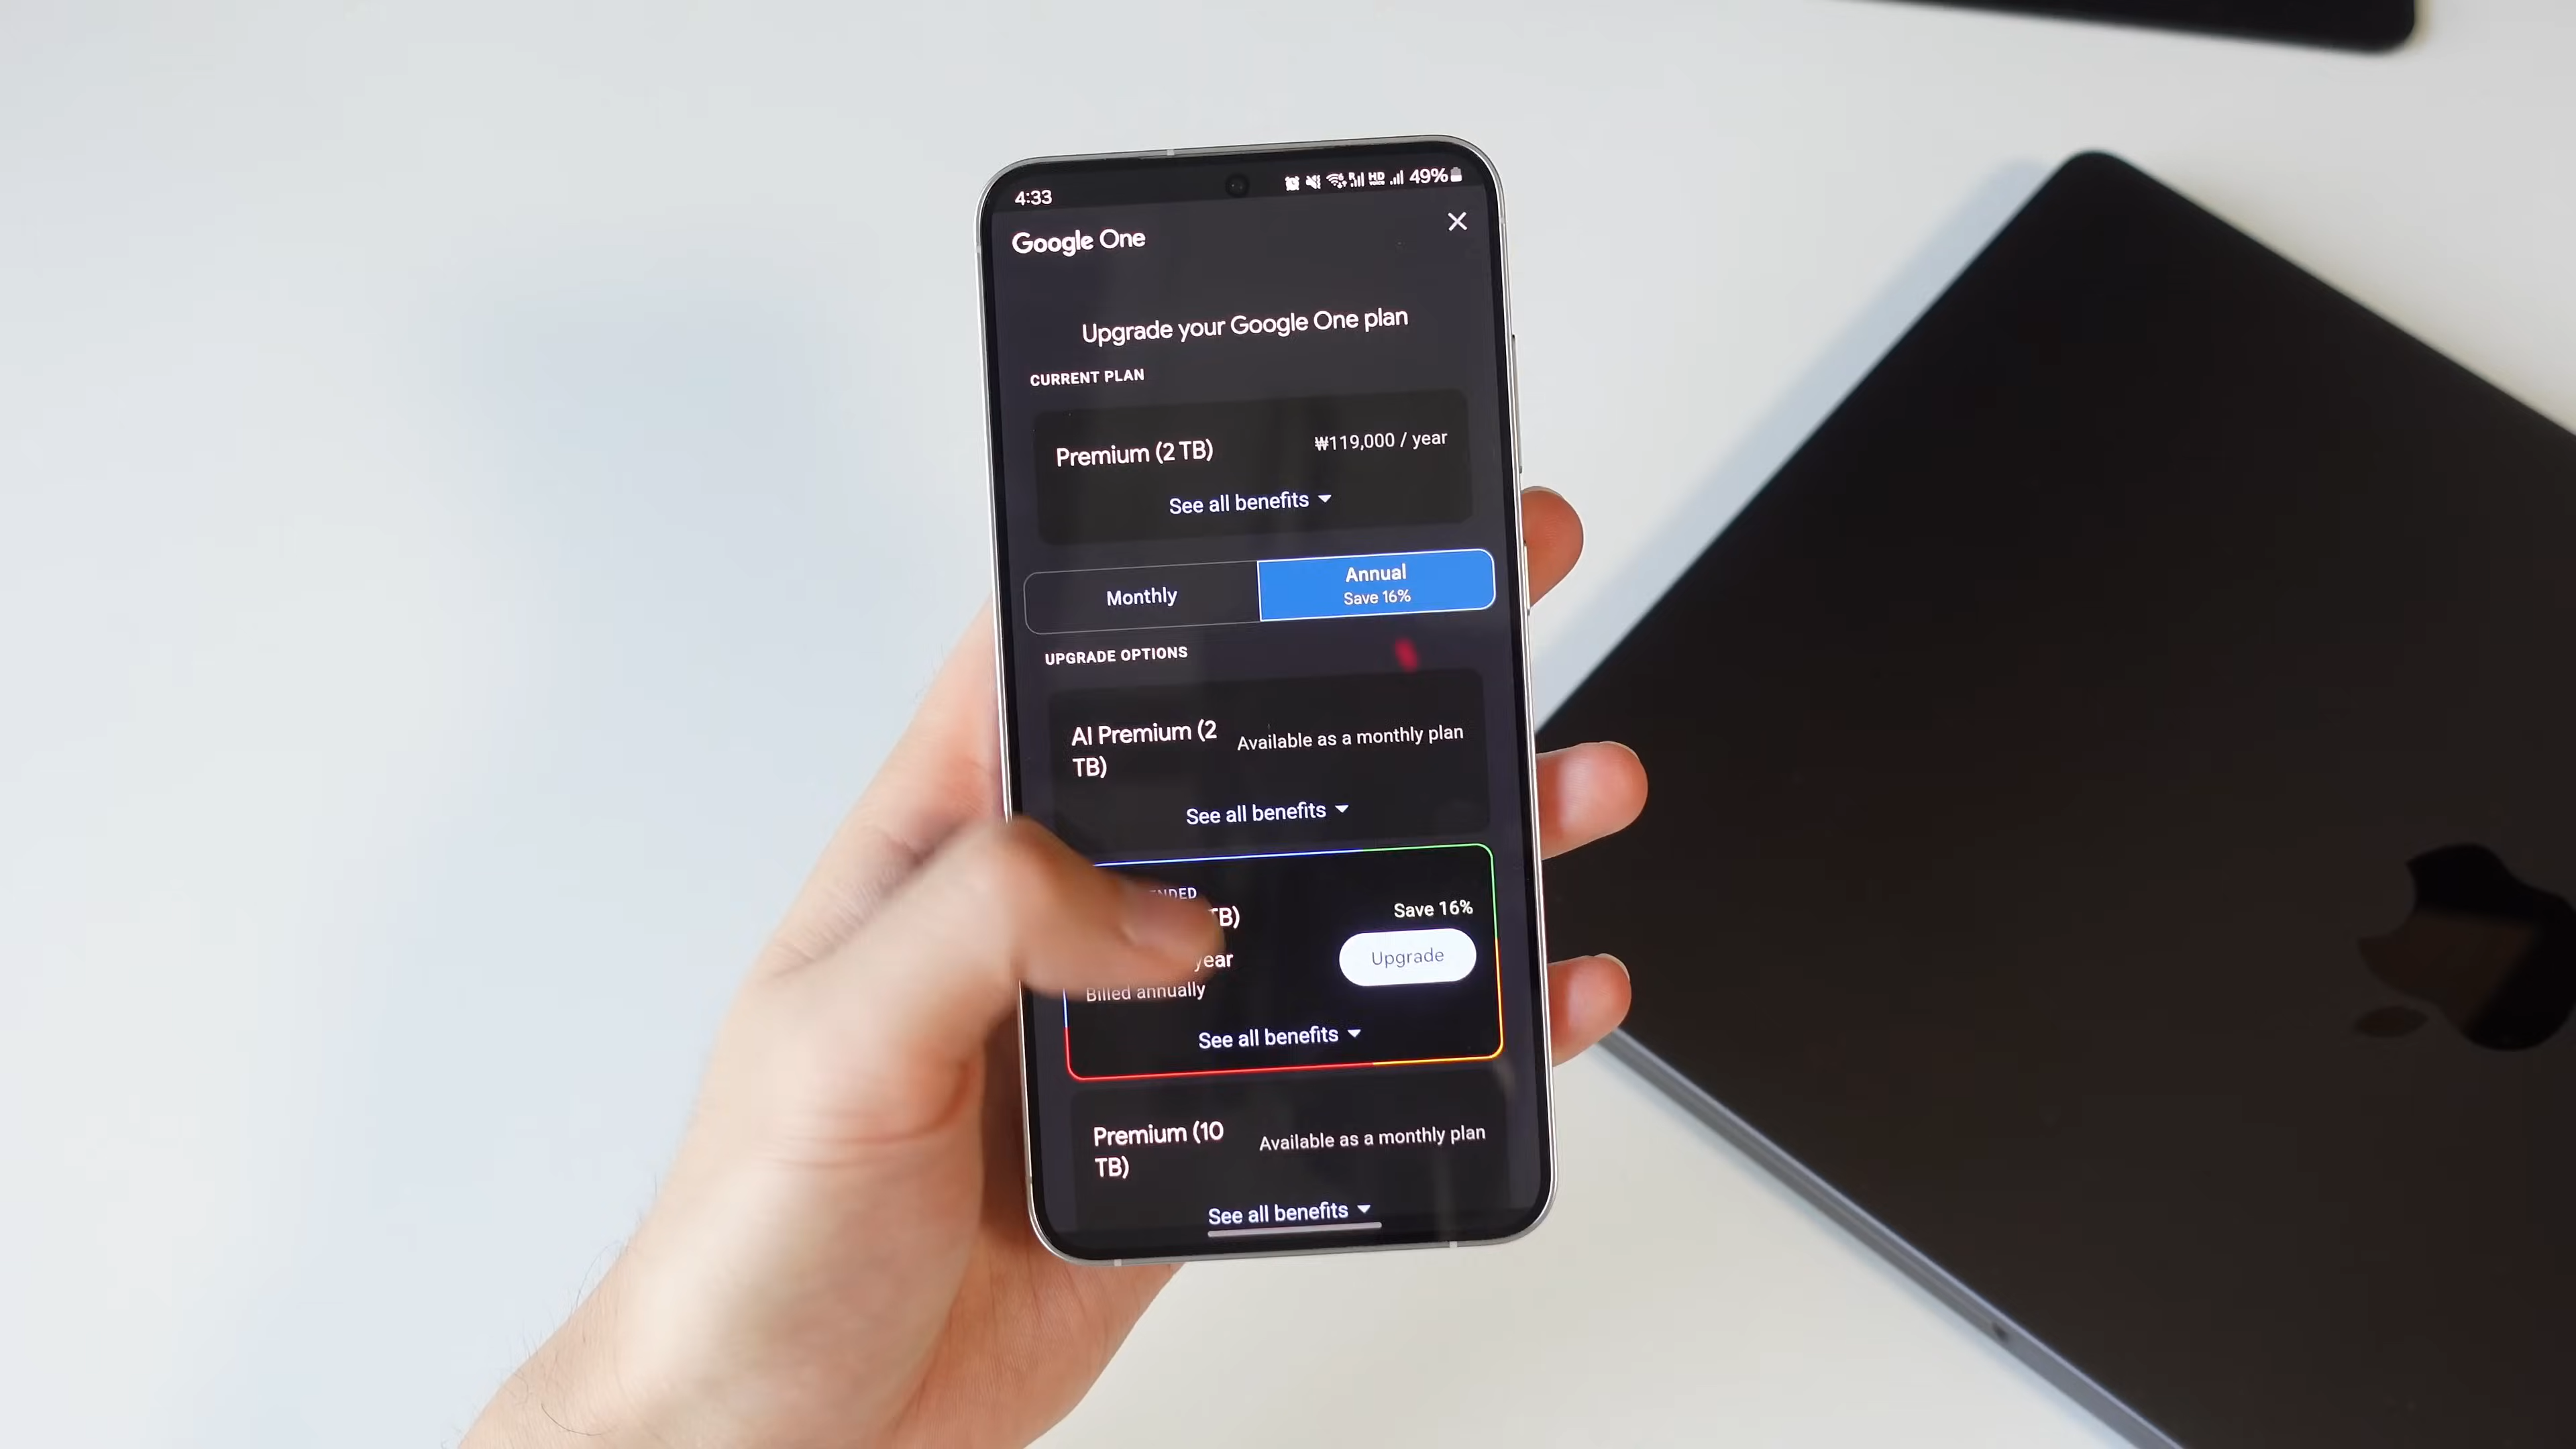 4:33
49%
Google One
Upgrade your Google One plan
CURRENT PLAN
Premium (2 TB)
₩119,000 / year
See all benefits
Monthly
Annual
Save 16%
UPGRADE OPTIONS
AI Premium (2
TB)
Available as a monthly plan
See all benefits
Save 16%
year
Upgrade
Billed annually
See all benefits
Premium (10
TB)
Available as a monthly plan
See all benefits